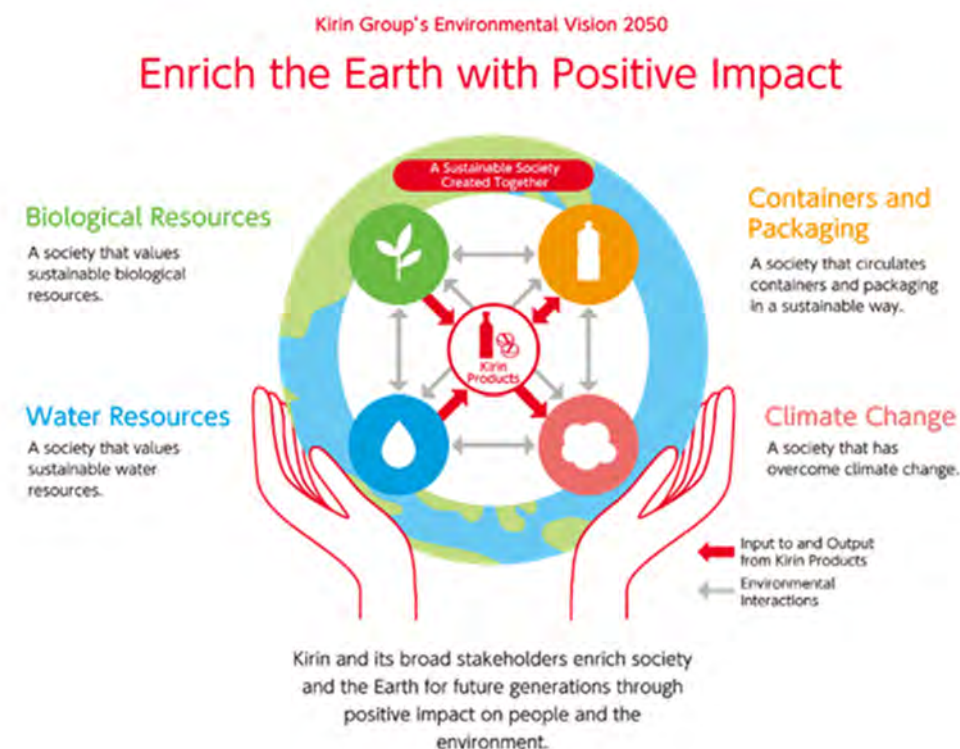 Kirin Group's Environmental Vision 2050
Enrich the Earth with Positive Impact
A Sustainable Society
Created Together
Biological Resources
A society that values
sustainable biological
resources.
Containers and
Packaging
A society that circulates
containers and packaging
in a sustainable way.
Kirin
Products
Water Resources
A society that values
sustainable water
resources.
Climate Change
A society that has
overcome climate change.
Input to and Output
from Kirin Products
Environmental
Interactions
Kirin and its broad stakeholders enrich society
and the Earth for future generations through
positive impact on people and the
environment.